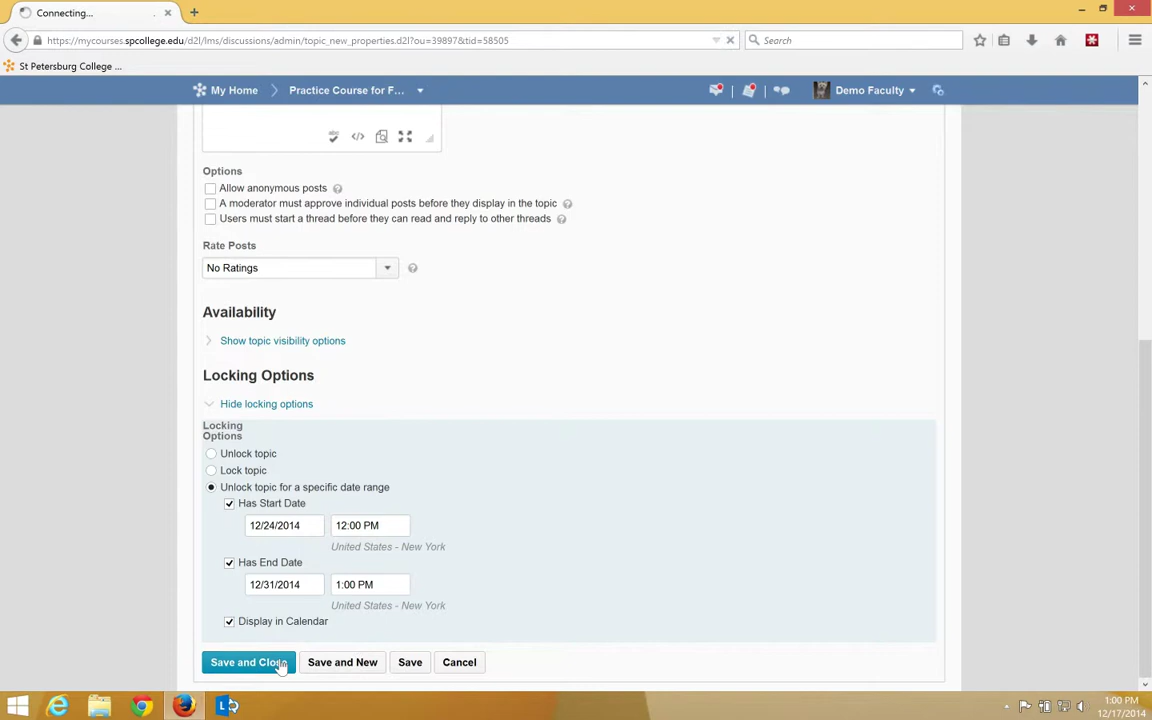 Connecting...
https://mycourses.spcollege.edu/d2l/lms/discussions/admin/topic_new_properties.d2l?ou=39897&tid=58505
Search
St Petersburg College ...
My Home
Practice Course for F...
Demo Faculty
Options
Allow anonymous posts
A moderator must approve individual posts before they display in the topic
Users must start a thread before they can read and reply to other threads
Rate Posts
No Ratings
Availability
Show topic visibility options
Locking Options
Hide locking options
Locking
Options
Unlock topic
Lock topic
Unlock topic for a specific date range
Has Start Date
12/24/2014 12:00 PM
United States - New York
Has End Date
12/31/2014 1:00 PM
United States - New York
Display in Calendar
Save and Close Save and New Save Cancel
1:00 PM
12/17/2014